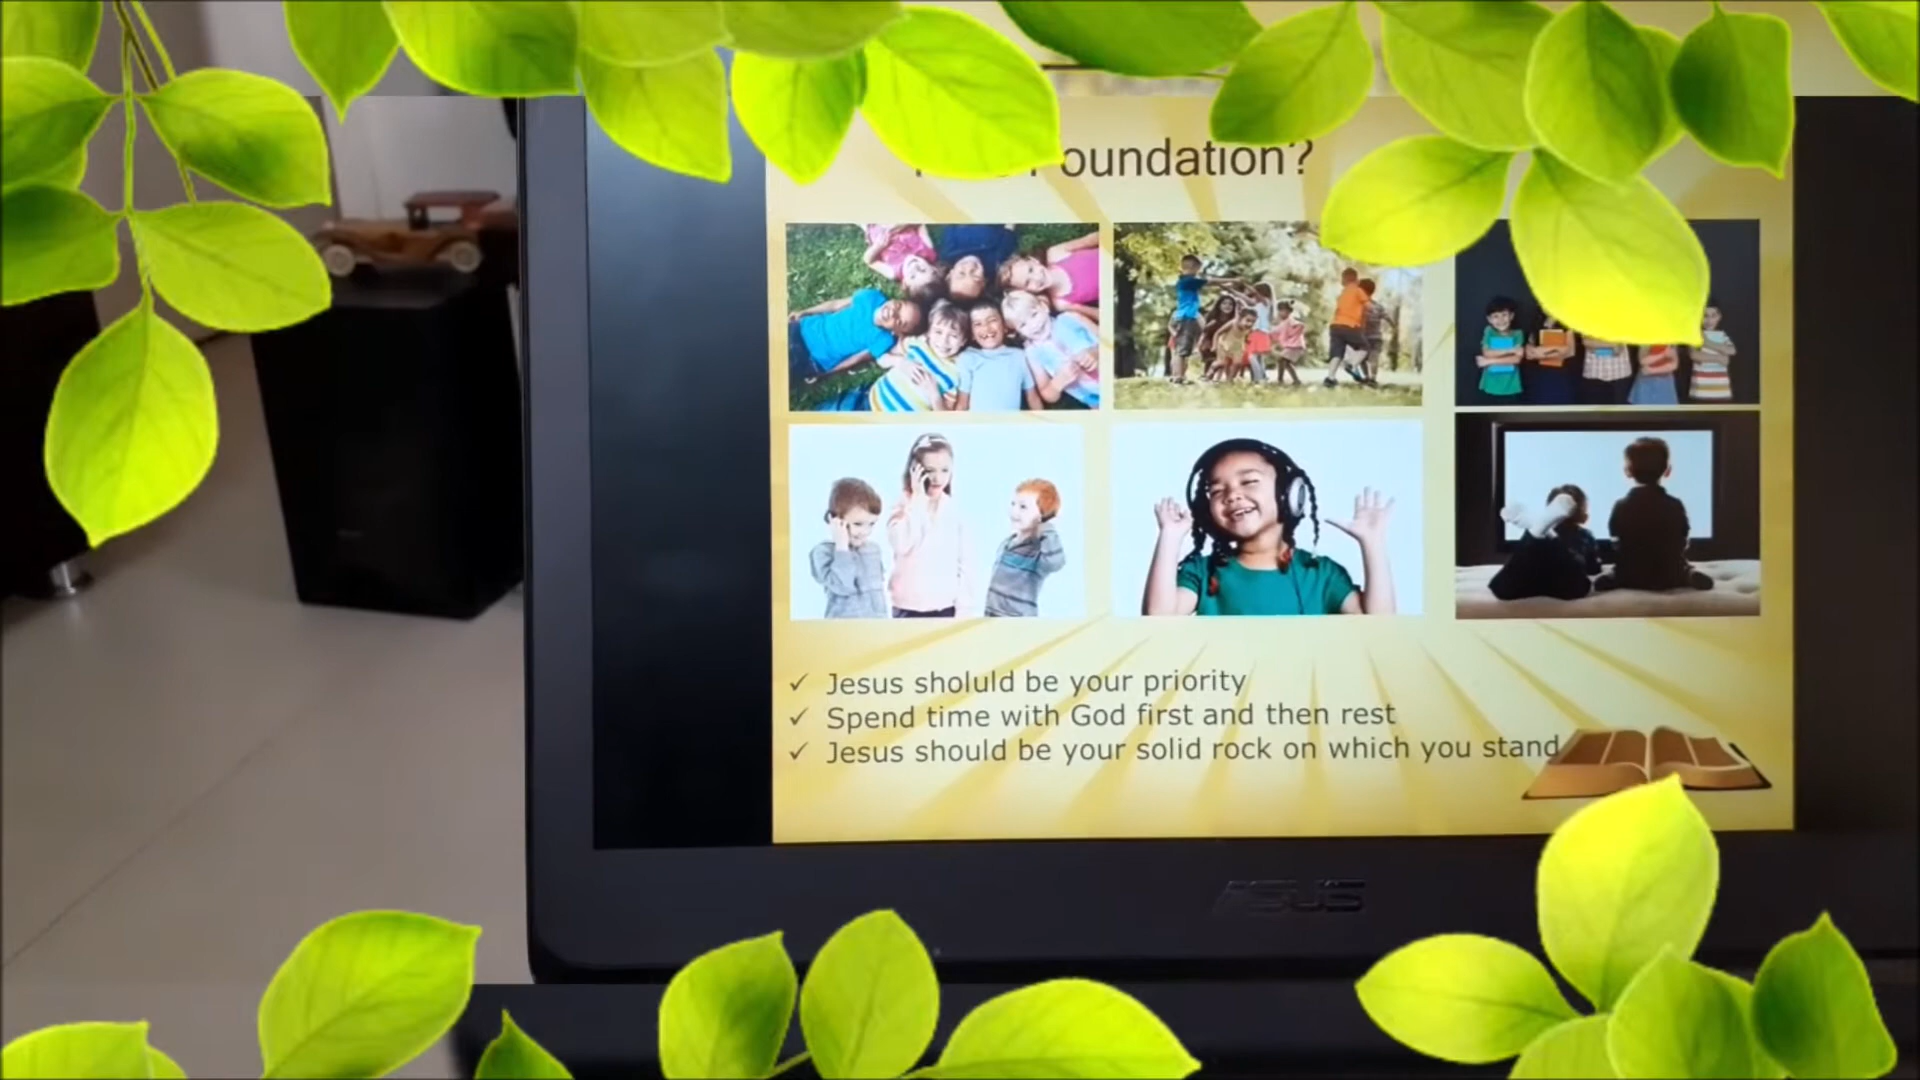 oundation?
✓ Jesus sholuld be your priority
✓ Spend time with God first and then rest
✓ Jesus should be your solid rock on which you stand
ASUS